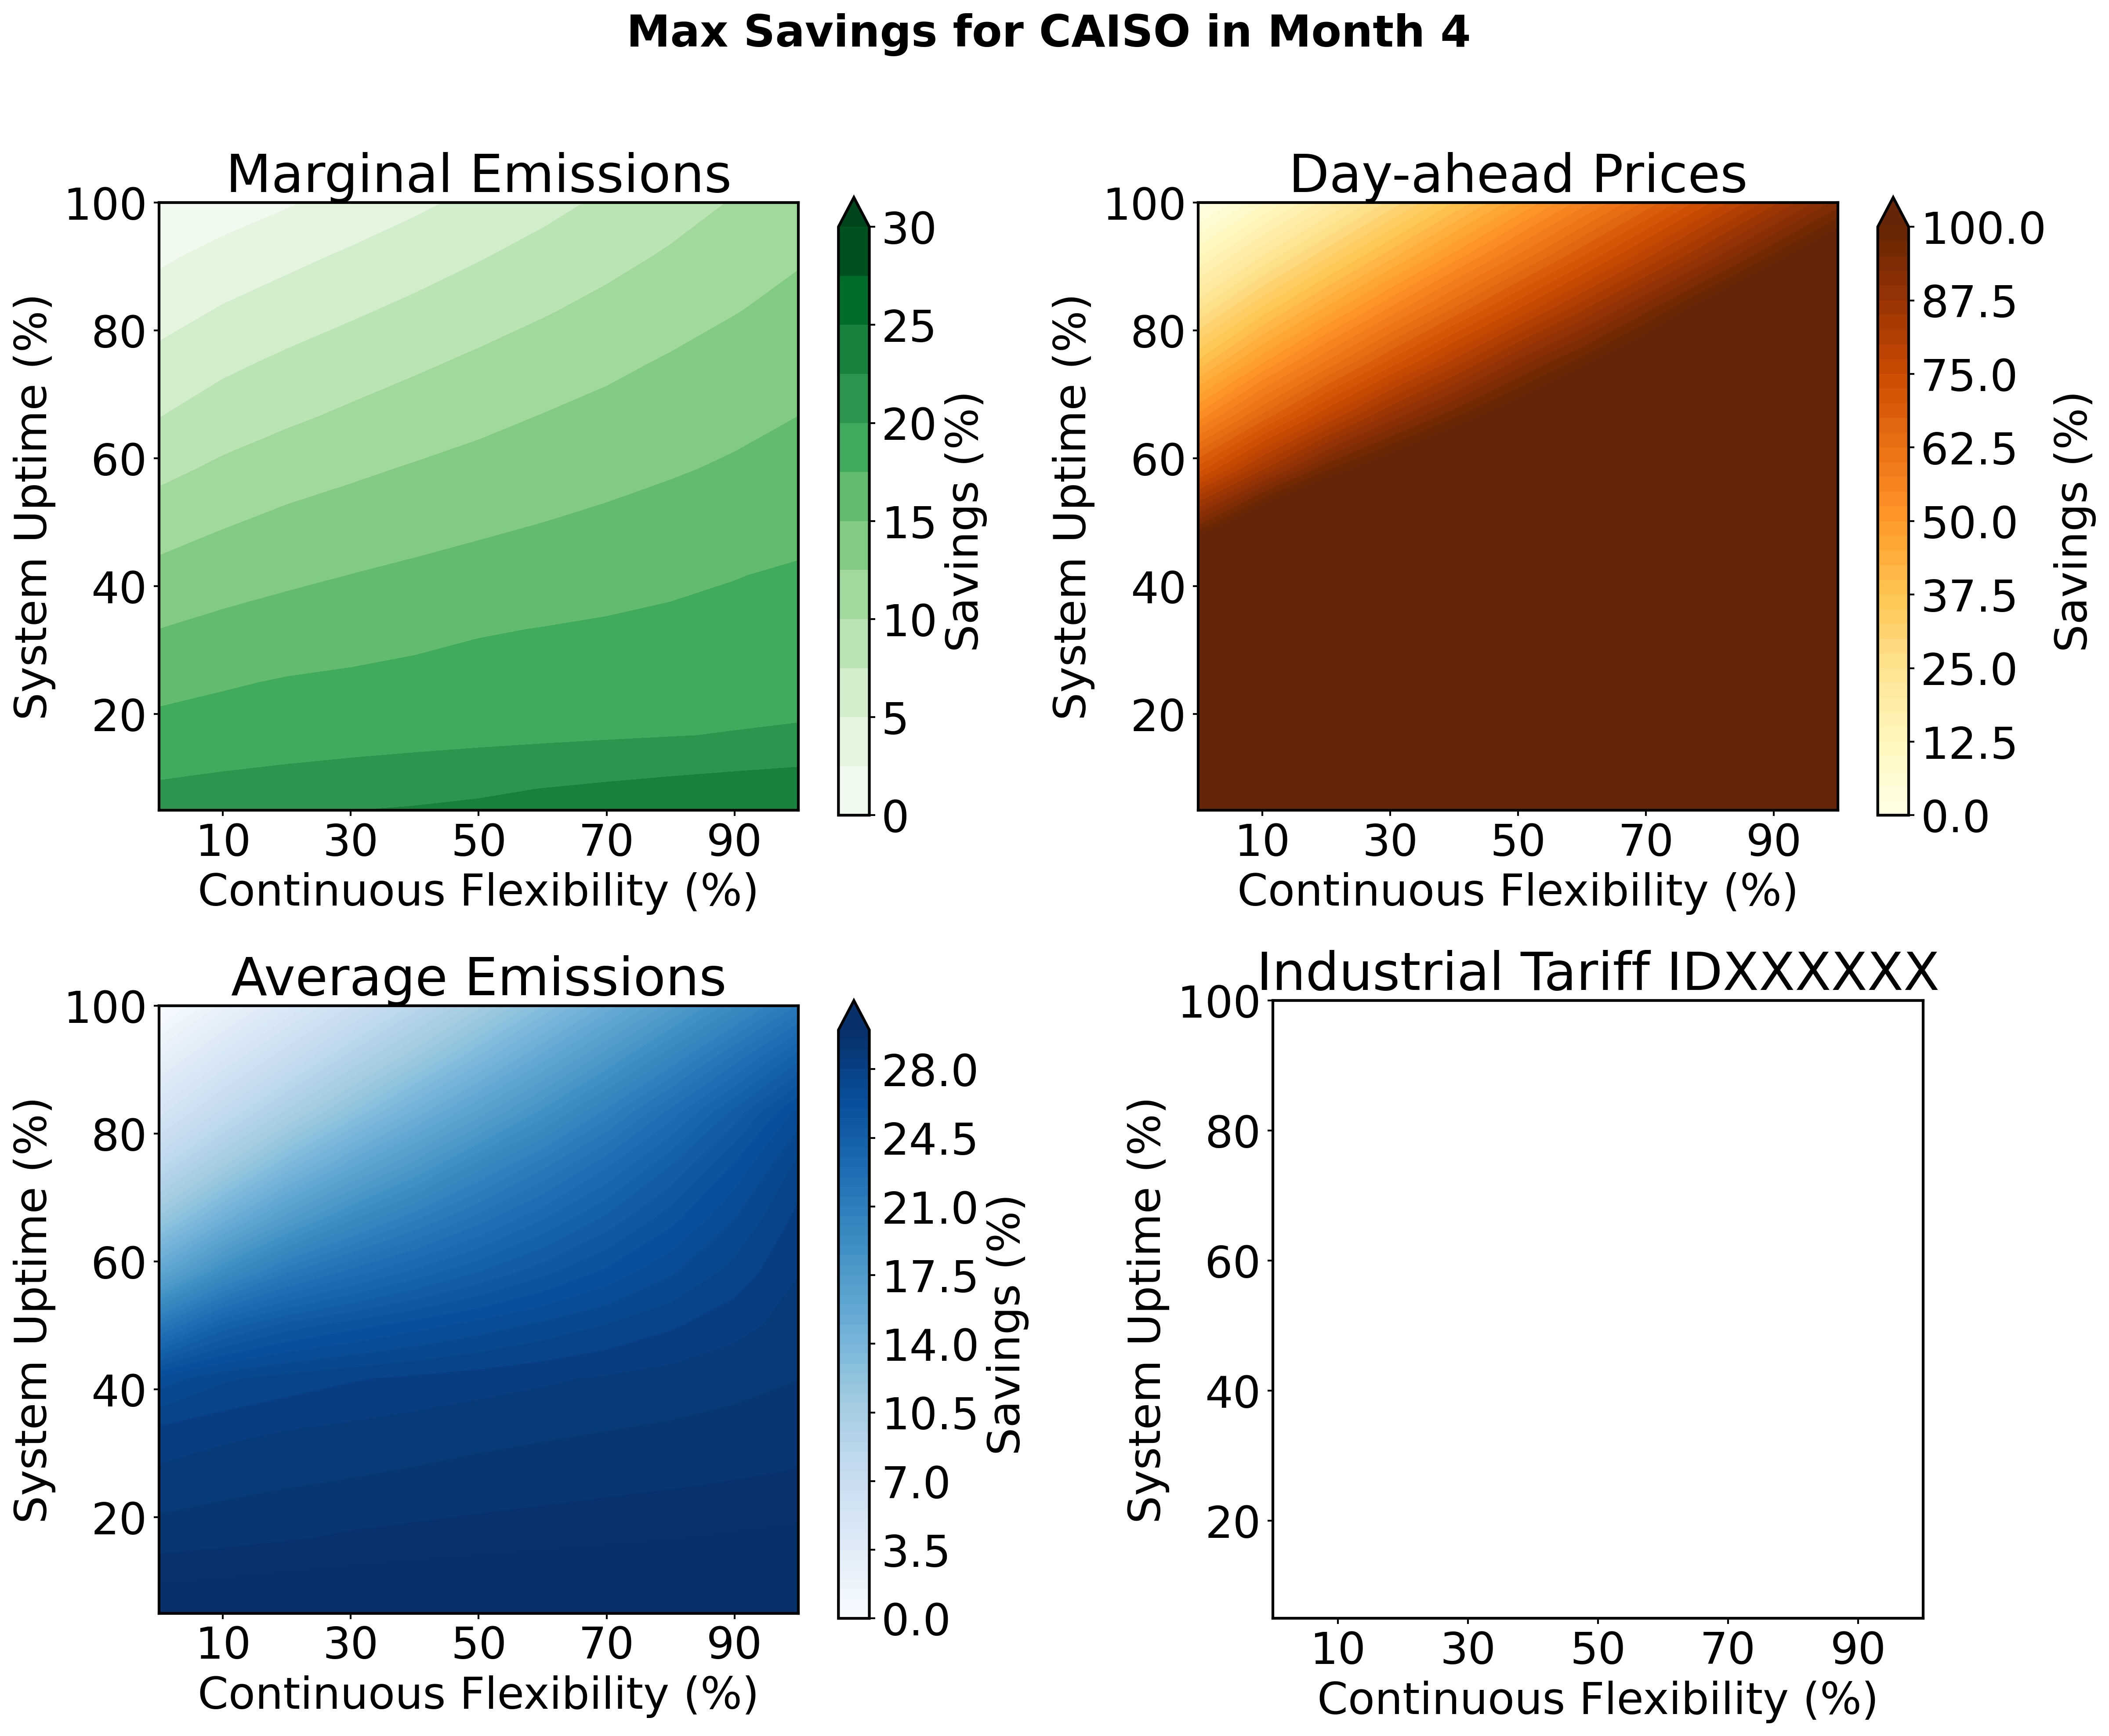 Max Savings for CAISO in Month 4
Marginal Emissions
100
80
60
40
20
System Uptime (%)
10 30 50 70 90
Continuous Flexibility (%)
30
25
20
15
10
5
0
Savings (%)
Day-ahead Prices
100
80
60
40
20
System Uptime (%)
10 30 50 70 90
Continuous Flexibility (%)
100.0
87.5
75.0
62.5
50.0
37.5
25.0
12.5
0.0
Savings (%)
Average Emissions
100
80
60
40
20
System Uptime (%)
10 30 50 70 90
Continuous Flexibility (%)
28.0
24.5
21.0
17.5
14.0
10.5
7.0
3.5
0.0
Savings (%)
Industrial Tariff IDXXXXXX
100
80
60
40
20
System Uptime (%)
10 30 50 70 90
Continuous Flexibility (%)